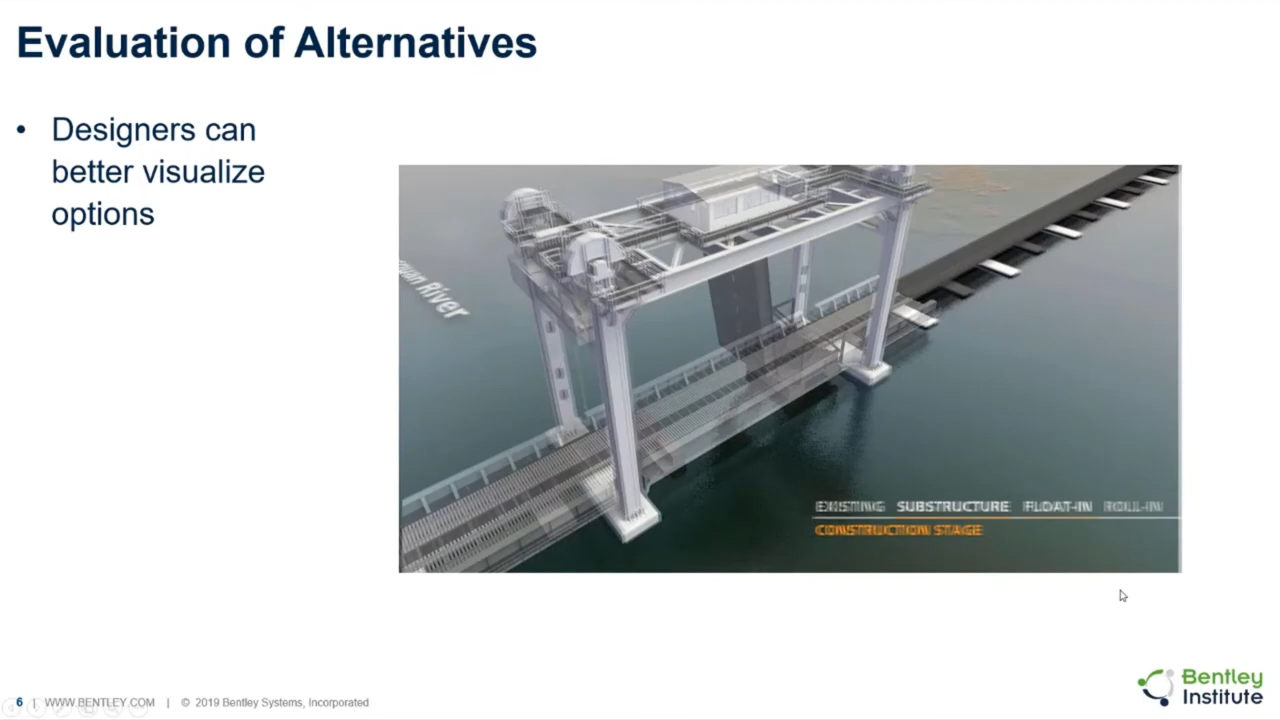 Evaluation of Alternatives
• Designers can
better visualize
options
River
EXISTING SUBSTRUCTURE FLOAT-IN ROLL-IN
CONSTRUCTION STAGE
6 | WWW.BENTLEY.COM | © 2019 Bentley Systems, Incorporated
Bentley
Institute